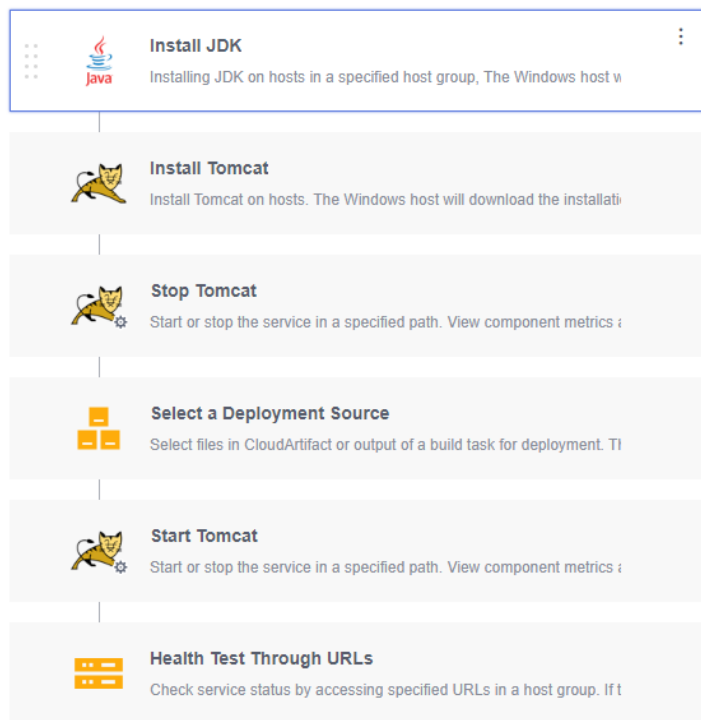 Install JDK
Java
Installing JDK on hosts in a specified host group, The Windows host
Install Tomcat
Install Tomcat on hosts. The Windows host will download the
Stop Tomcat
Start or stop the service in a specified path. View component metrics
Select a Deployment Source
Select files in CloudArtifact or output of a build task for deployment.
Start Tomcat
Start or stop the service in a specified path. View component metrics
Health Test Through URLs
Check service status by accessing specified URLs in a host group. If